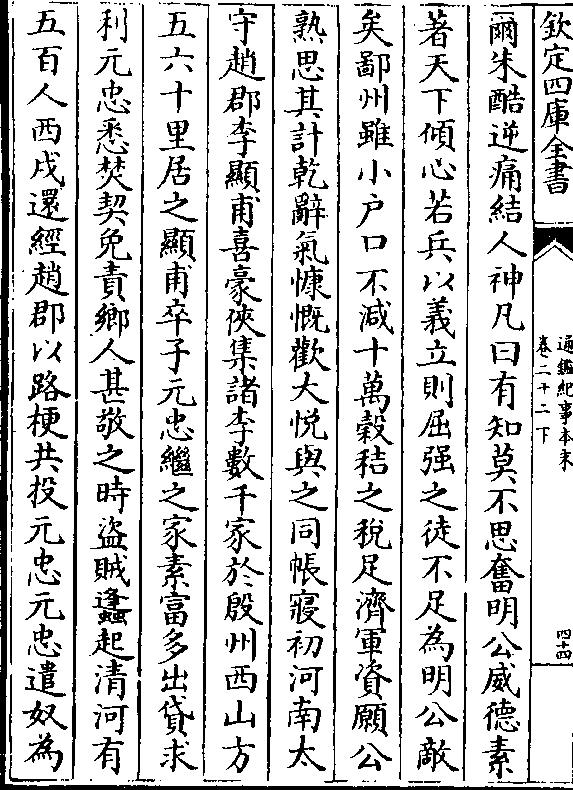 欽定四庫全書
通鑑紀事本末
卷二十二下
四十四
爾朱酷逆痛結人神凡曰有知莫不思奮明公威德素
著天下傾心若兵以義立則屈强之徒不足為明公敵
矣鄙州雖小户口不減十萬榖秸之稅足濟軍資願公
熟思其計乾辭氣慷慨歡大悦與之同帳寢初河南太
守趙郡李顯甫喜豪俠集諸李數千家於殷州西山方
五六十里居之顯甫卒子元忠繼之家素富多出貸求
利元忠悉焚契免責鄉人甚敬之時盜賊蠭起清河有
五百人西戍還經趙郡以路梗共投元忠元忠遣奴為